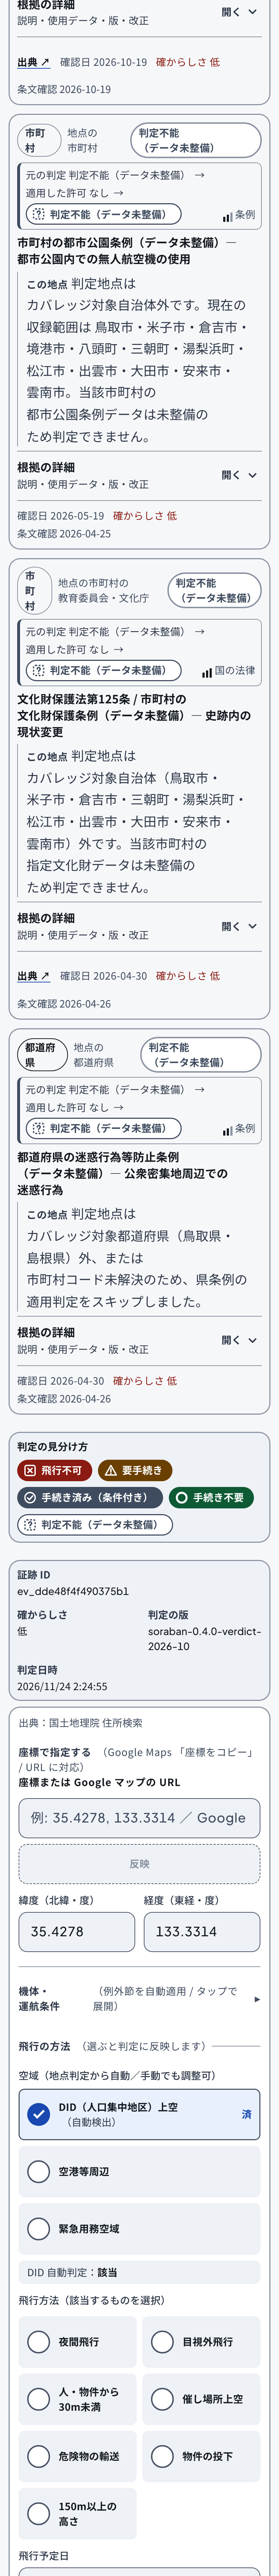 根拠の詳細
説明・使用データ・版・改正
開く
出典 ↗ 確認日 2026-10-19 確からしさ 低
条文確認 2026-10-19
市町
村
地点の
市町村
判定不能
（データ未整備）
元の判定 判定不能（データ未整備） →
適用した許可 なし →
判定不能（データ未整備）
条例
市町村の都市公園条例（データ未整備）—
都市公園内での無人航空機の使用
この地点 判定地点は
カバレッジ対象自治体外です。現在の
収録範囲は 鳥取市・米子市・倉吉市・
境港市・八頭町・三朝町・湯梨浜町・
松江市・出雲市・大田市・安来市・
雲南市。当該市町村の
都市公園条例データは未整備の
ため判定できません。
根拠の詳細
説明・使用データ・版・改正
開く
確認日 2026-05-19 確からしさ 低
条文確認 2026-04-25
市
町
村
地点の市町村の
教育委員会・文化庁
判定不能
（データ未整備）
元の判定 判定不能（データ未整備） →
適用した許可 なし →
判定不能（データ未整備）
国の法律
文化財保護法第125条 / 市町村の
文化財保護条例（データ未整備）— 史跡内の
現状変更
この地点 判定地点は
カバレッジ対象自治体（鳥取市・
米子市・倉吉市・三朝町・湯梨浜町・
松江市・出雲市・大田市・安来市・
雲南市）外です。当該市町村の
指定文化財データは未整備の
ため判定できません。
根拠の詳細
説明・使用データ・版・改正
開く
出典 ↗ 確認日 2026-04-30 確からしさ 低
条文確認 2026-04-26
都道府
県
地点の
都道府県
判定不能
（データ未整備）
元の判定 判定不能（データ未整備） →
適用した許可 なし →
判定不能（データ未整備）
条例
都道府県の迷惑行為等防止条例
（データ未整備）— 公衆密集地周辺での
迷惑行為
この地点 判定地点は
カバレッジ対象都道府県（鳥取県・
島根県）外、または
市町村コード未解決のため、県条例の
適用判定をスキップしました。
根拠の詳細
説明・使用データ・版・改正
開く
確認日 2026-04-30 確からしさ 低
条文確認 2026-04-26
判定の見分け方
飛行不可
要手続き
手続き済み（条件付き）
手続き不要
判定不能（データ未整備）
証跡 ID
ev_dde48f4f490375b1
確からしさ
低
判定の版
soraban-0.4.0-verdict-
2026-10
判定日時
2026/11/24 2:24:55
出典：国土地理院 住所検索
座標で指定する （Google Maps 「座標をコピー」
/ URL に対応）
座標または Google マップの URL
例: 35.4278, 133.3314 ／ Google
反映
緯度（北緯・度）
経度（東経・度）
35.4278
133.3314
機体・
運航条件
（例外節を自動適用 / タップで
展開）
▶
飛行の方法 （選ぶと判定に反映します）
空域（地点判定から自動／手動でも調整可）
DID（人口集中地区）上空
（自動検出）
済
空港等周辺
緊急用務空域
DID 自動判定：該当
飛行方法（該当するものを選択）
夜間飛行
目視外飛行
人・物件から
30m未満
催し場所上空
危険物の輸送
物件の投下
150m以上の
高さ
飛行予定日